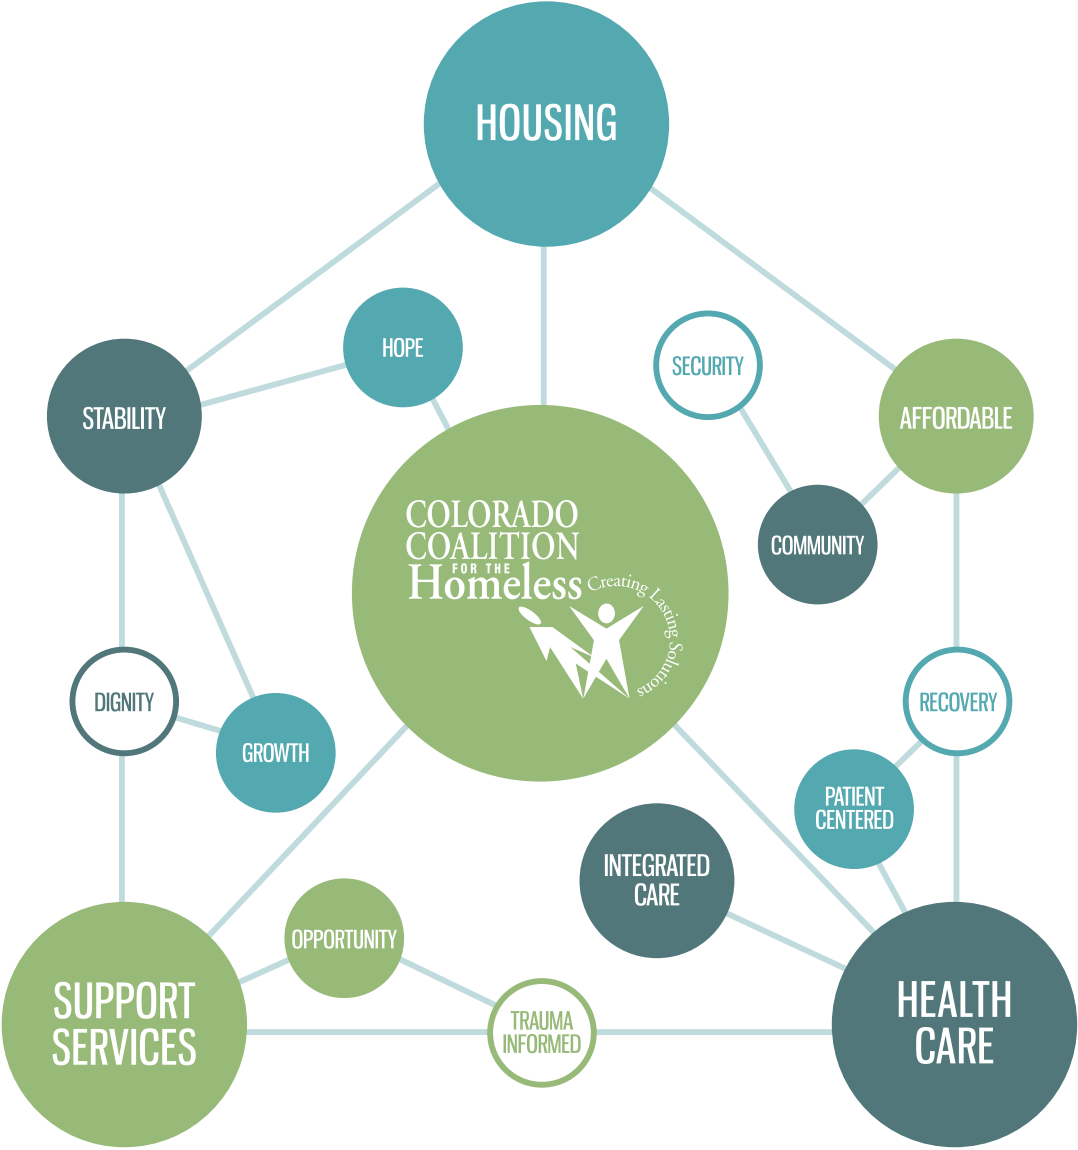 HOUSING
HOPE
SECURITY
STABILITY
AFFORDABLE
COLORADO
COALITION
FOR THE
Homeless
Creating Lasting Solutions
COMMUNITY
DIGNITY
RECOVERY
GROWTH
PATIENT
CENTERED
INTEGRATED
CARE
OPPORTUNITY
SUPPORT
SERVICES
TRAUMA
INFORMED
HEALTH
CARE